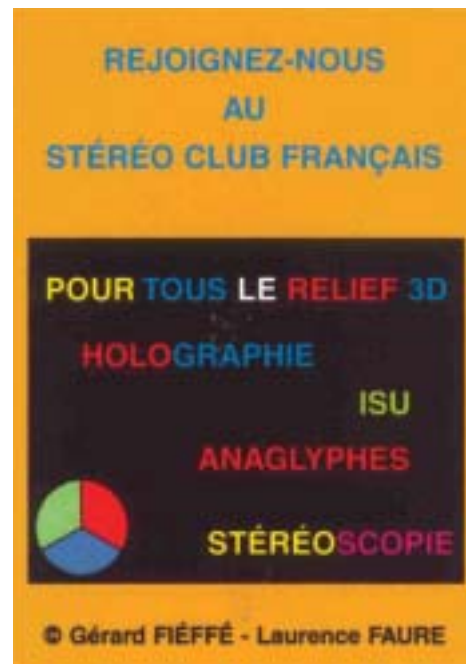 REJOIGNEZ-NOUS
AU
STÉRÉO CLUB FRANÇAIS
POUR TOUS LE RELIEF 3D
HOLOGRAPHIE
ISU
ANAGLYPHES
STÉRÉOSCOPIE
© Gérard FIÉFFÉ - Laurence FAURE